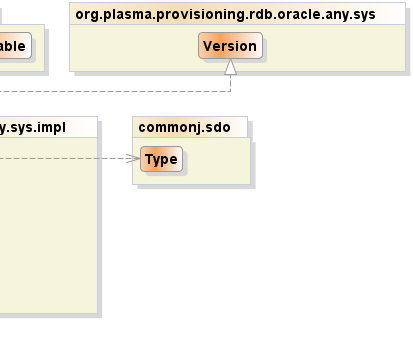 org.plasma.provisioning.rdb.oracle.any.sys
able
Version
y.sys.impl
commonj.sdo
Type